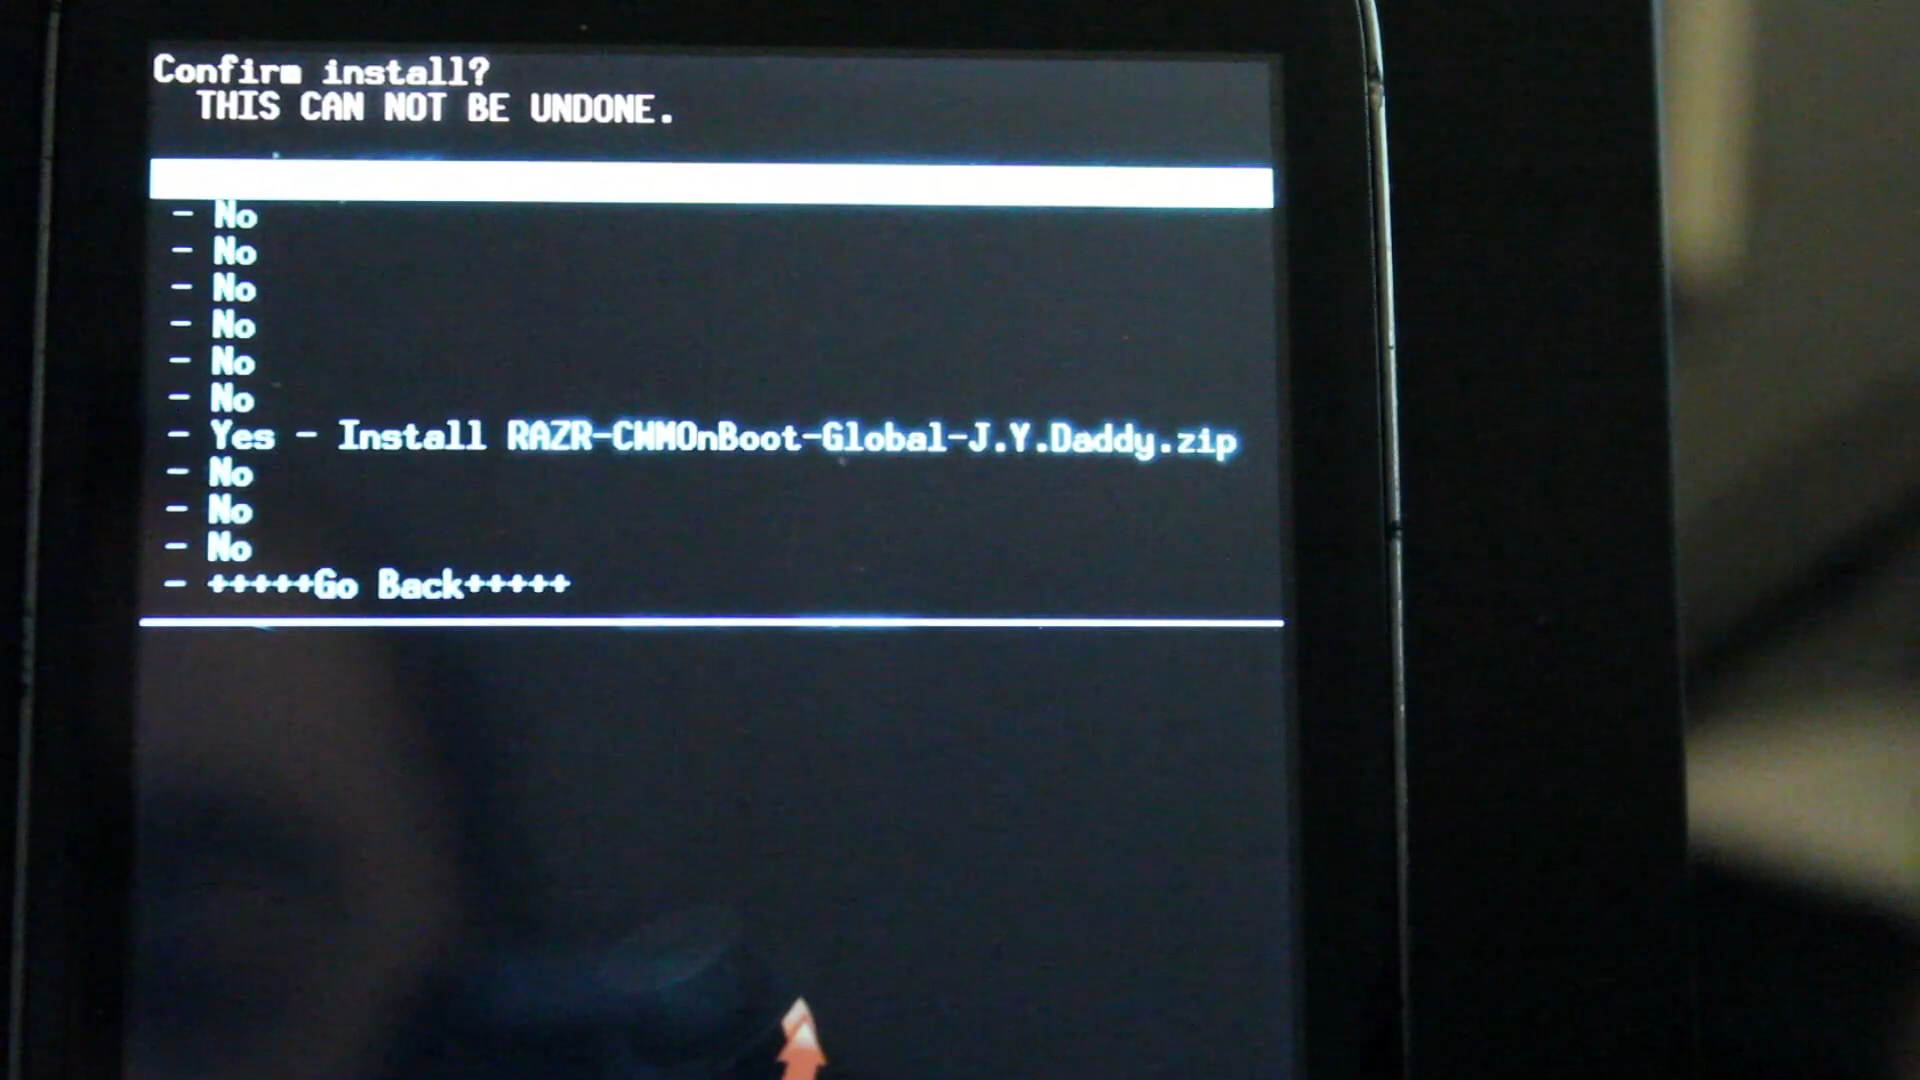 Confirm install?
THIS CAN NOT BE UNDONE.
- No
- No
- No
- No
- No
- No
- Yes - Install RAZR-CWMOnBoot-Global-J.Y.Daddy.zip
- No
- No
- No
- +++++Go Back+++++